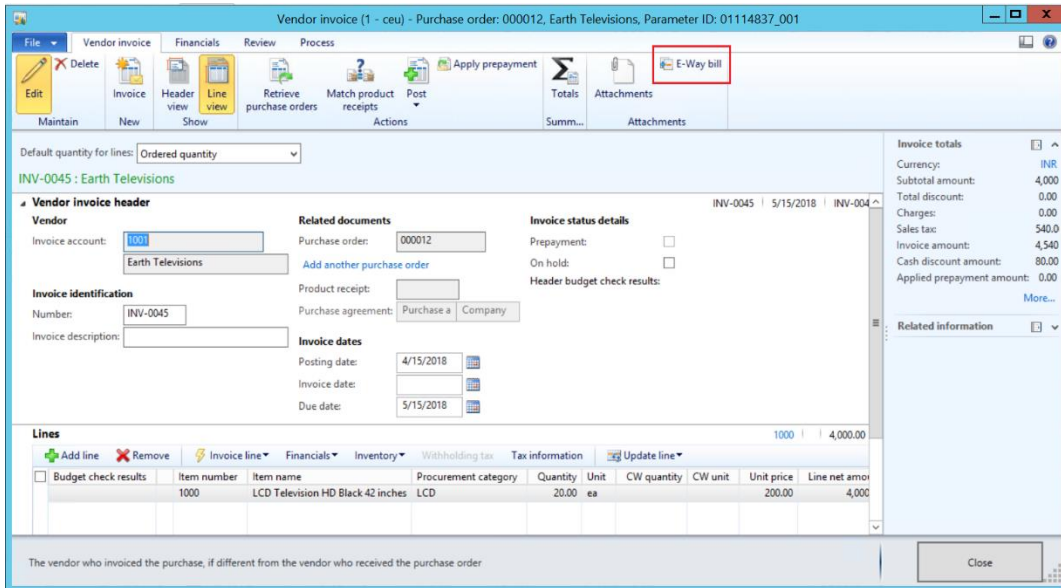 Vendor invoice (1 - ceu) - Purchase order: 000012, Earth Televisions, Parameter ID: 01114837_001
File Vendor invoice Financials Review Process
Edit Delete Invoice Header view Line view Retrieve purchase orders Match product receipts Post Apply prepayment Totals Attachments E-Way bill
Maintain New Show Actions Summ... Attachments
Default quantity for lines: Ordered quantity
INV-0045 : Earth Televisions
Vendor invoice header INV-0045 5/15/2018 INV-004
Vendor Related documents Invoice status details
Invoice account: 1001 Purchase order: 000012 Prepayment:
Earth Televisions Add another purchase order On hold:
Product receipt: Header budget check results:
Invoice identification
Number: INV-0045 Purchase agreement: Purchase a Company
Invoice description:
Invoice dates
Posting date: 4/15/2018
Invoice date:
Due date: 5/15/2018
Lines 1000 4,000.00
Add line Remove Invoice line Financials Inventory Withholding tax Tax information Update line
Budget check results Item number Item name Procurement category Quantity Unit CW quantity CW unit Unit price Line net amou
1000 LCD Television HD Black 42 inches LCD 20.00 ea 200.00 4,000
Invoice totals
Currency: INR
Subtotal amount: 4,000
Total discount: 0.00
Charges: 0.00
Sales tax: 540.0
Invoice amount: 4,540
Cash discount amount: 80.00
Applied prepayment amount: 0.00
More...
Related information
The vendor who invoiced the purchase, if different from the vendor who received the purchase order
Close